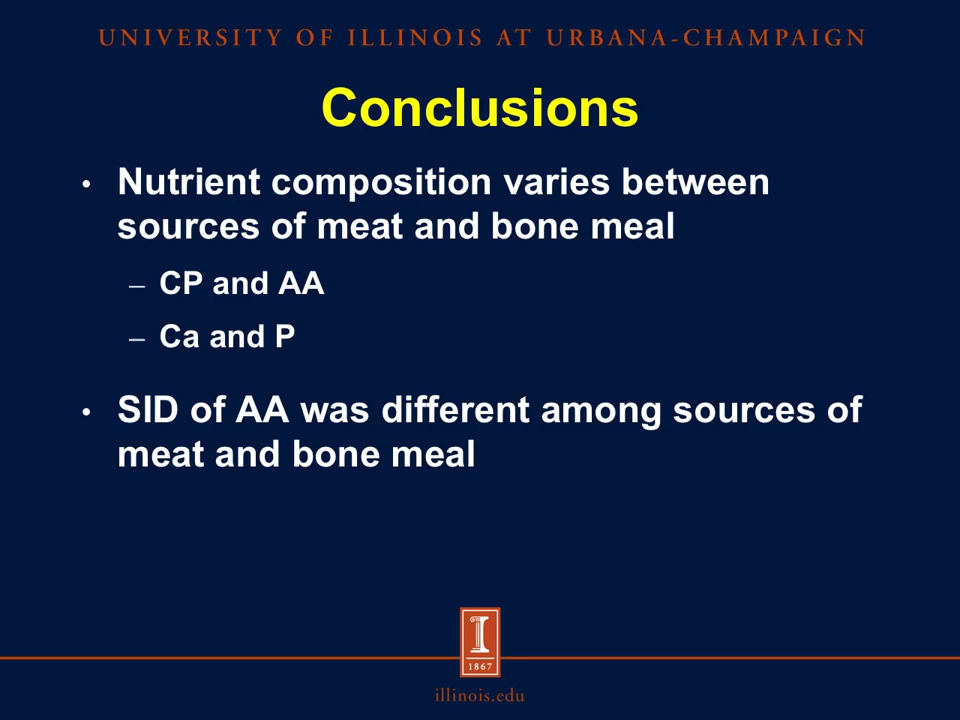 UNIVERSITY OF ILLINOIS AT URBANA-CHAMPAIGN
Conclusions
• Nutrient composition varies between
sources of meat and bone meal
– CP and AA
– Ca and P
• SID of AA was different among sources of
meat and bone meal
I
1867
illinois.edu